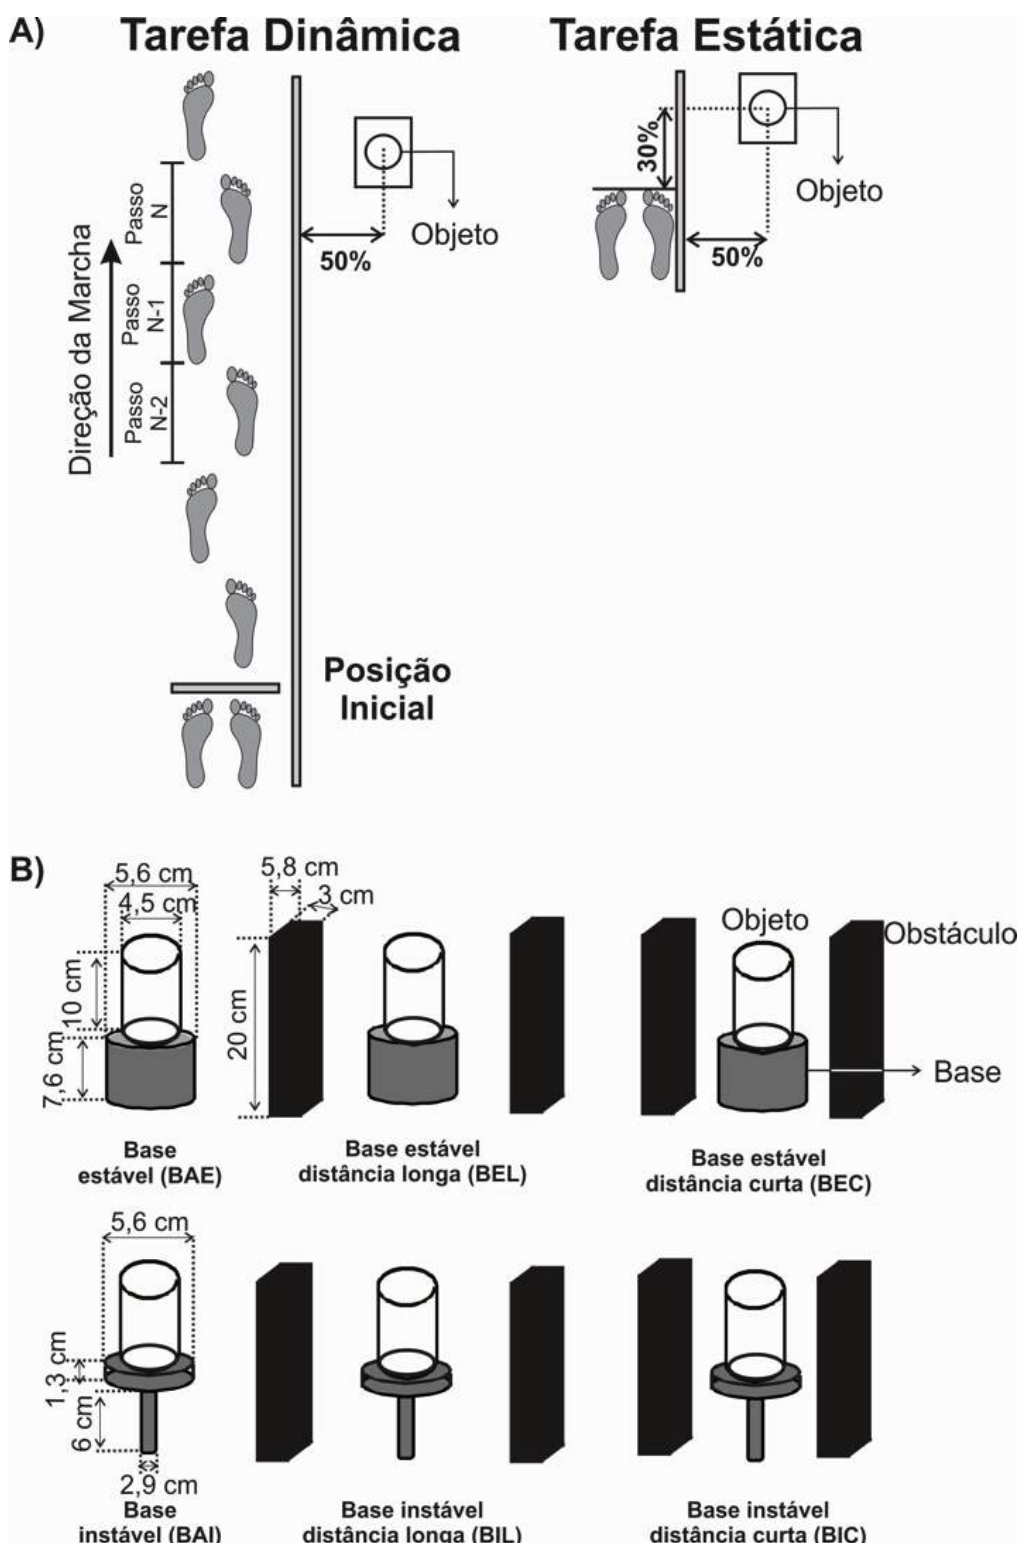 A)
Tarefa Dinâmica
Tarefa Estática
30%
Objeto
50%
Objeto
50%
Direção da Marcha
Passo
N
Passo
N-1
Passo
N-2
Posição
Inicial
B)
5,6 cm
4,5 cm
10 cm
7,6 cm
5,8 cm
3 cm
20 cm
Objeto
Obstáculo
Base
Base
estável (BAE)
Base estável
distância longa (BEL)
Base estável
distância curta (BEC)
5,6 cm
1,3 cm
6 cm
2,9 cm
Base
instável (BAI)
Base instável
distância longa (BIL)
Base instável
distância curta (BIC)